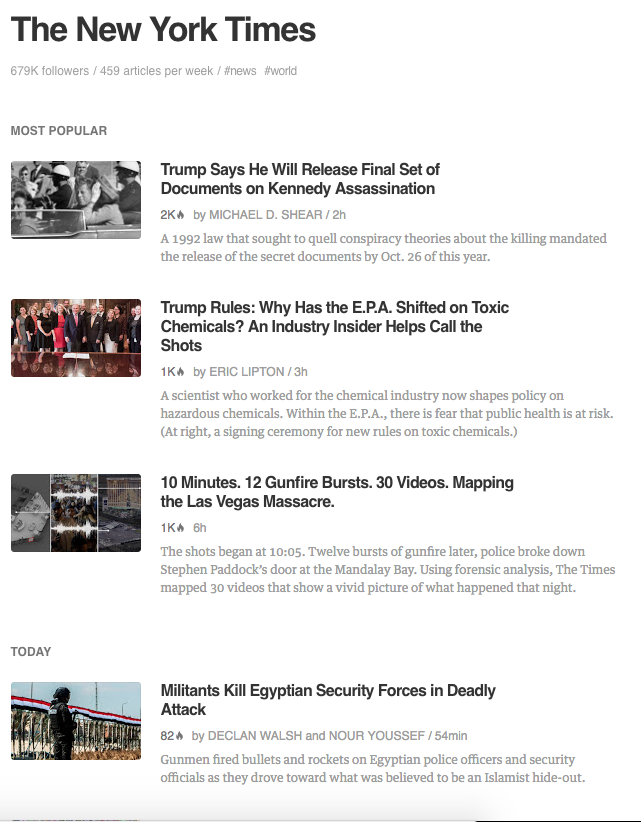 The New York Times
679K followers / 459 articles per week / #news #world
MOST POPULAR
Trump Says He Will Release Final Set of
Documents on Kennedy Assassination
2K by MICHAEL D. SHEAR / 2h
A 1992 law that sought to quell conspiracy theories about the killing mandated
the release of the secret documents by Oct. 26 of this year.
Trump Rules: Why Has the E.P.A. Shifted on Toxic
Chemicals? An Industry Insider Helps Call the
Shots
1K by ERIC LIPTON / 3h
A scientist who worked for the chemical industry now shapes policy on
hazardous chemicals. Within the E.P.A., there is fear that public health is at risk.
(At right, a signing ceremony for new rules on toxic chemicals.)
10 Minutes. 12 Gunfire Bursts. 30 Videos. Mapping
the Las Vegas Massacre.
1K 6h
The shots began at 10:05. Twelve bursts of gunfire later, police broke down
Stephen Paddock's door at the Mandalay Bay. Using forensic analysis, The Times
mapped 30 videos that show a vivid picture of what happened that night.
TODAY
Militants Kill Egyptian Security Forces in Deadly
Attack
82 by DECLAN WALSH and NOUR YOUSSEF / 54min
Gunmen fired bullets and rockets on Egyptian police officers and security
officials as they drove toward what was believed to be an Islamist hide-out.